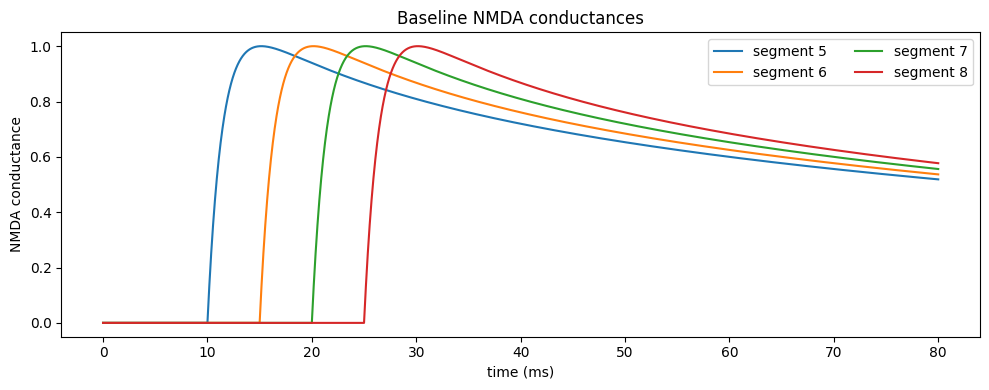 Baseline NMDA conductances
1.0
0.8
0.6
0.4
0.2
0.0
NMDA conductance
segment 5
segment 6
segment 7
segment 8
0 10 20 30 40 50 60 70 80
time (ms)